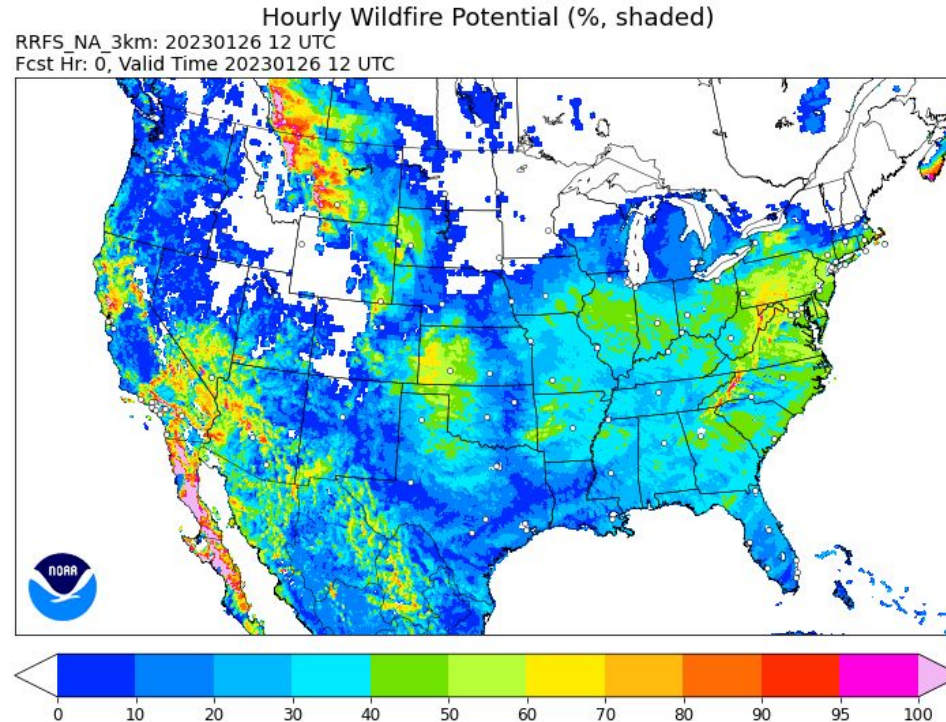 Hourly Wildfire Potential (%, shaded)
RRFS_NA_3km: 20230126 12 UTC
Fcst Hr: 0, Valid Time 20230126 12 UTC
NOAA
0 10 20 30 40 50 60 70 80 90 95 100